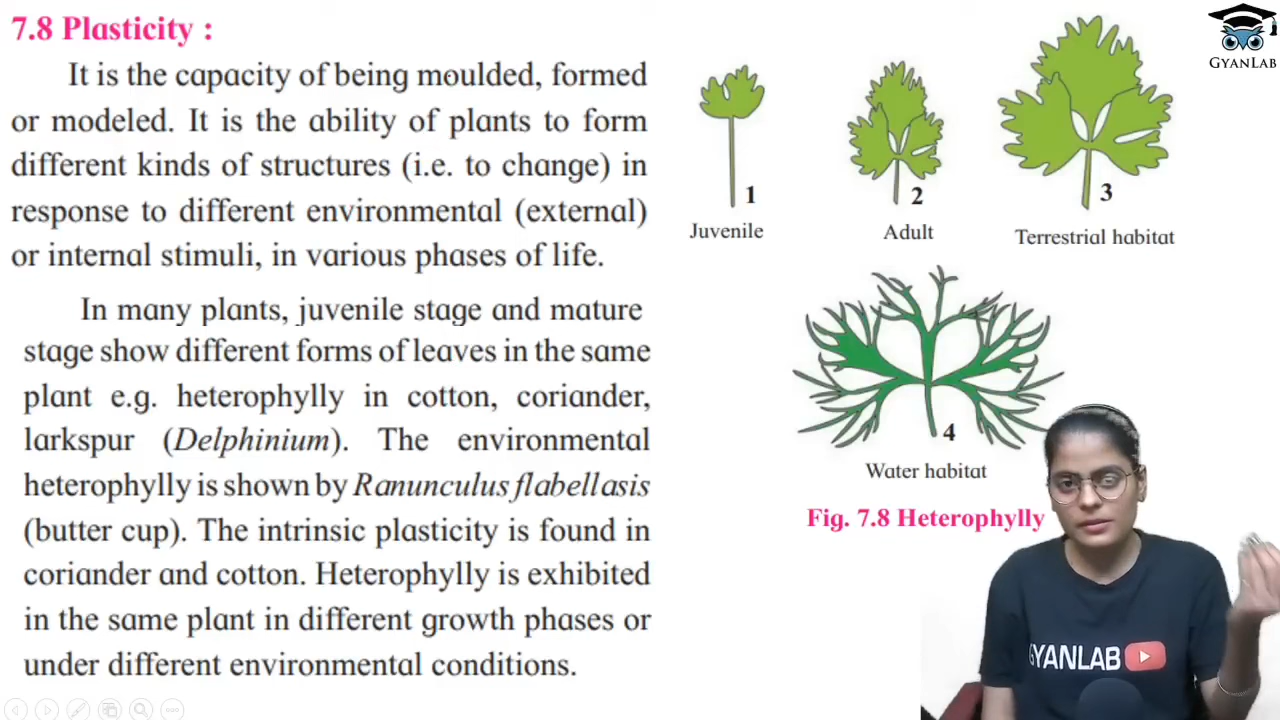 7.8 Plasticity :
It is the capacity of being moulded, formed
or modeled. It is the ability of plants to form
different kinds of structures (i.e. to change) in
response to different environmental (external)
or internal stimuli, in various phases of life.
In many plants, juvenile stage and mature
stage show different forms of leaves in the same
plant e.g. heterophylly in cotton, coriander,
larkspur (Delphinium). The environmental
heterophylly is shown by Ranunculus flabellasis
(butter cup). The intrinsic plasticity is found in
coriander and cotton. Heterophylly is exhibited
in the same plant in different growth phases or
under different environmental conditions.
1
Juvenile
2
Adult
3
Terrestrial habitat
4
Water habitat
Fig. 7.8 Heterophylly
GYANLAB
GYANLAB